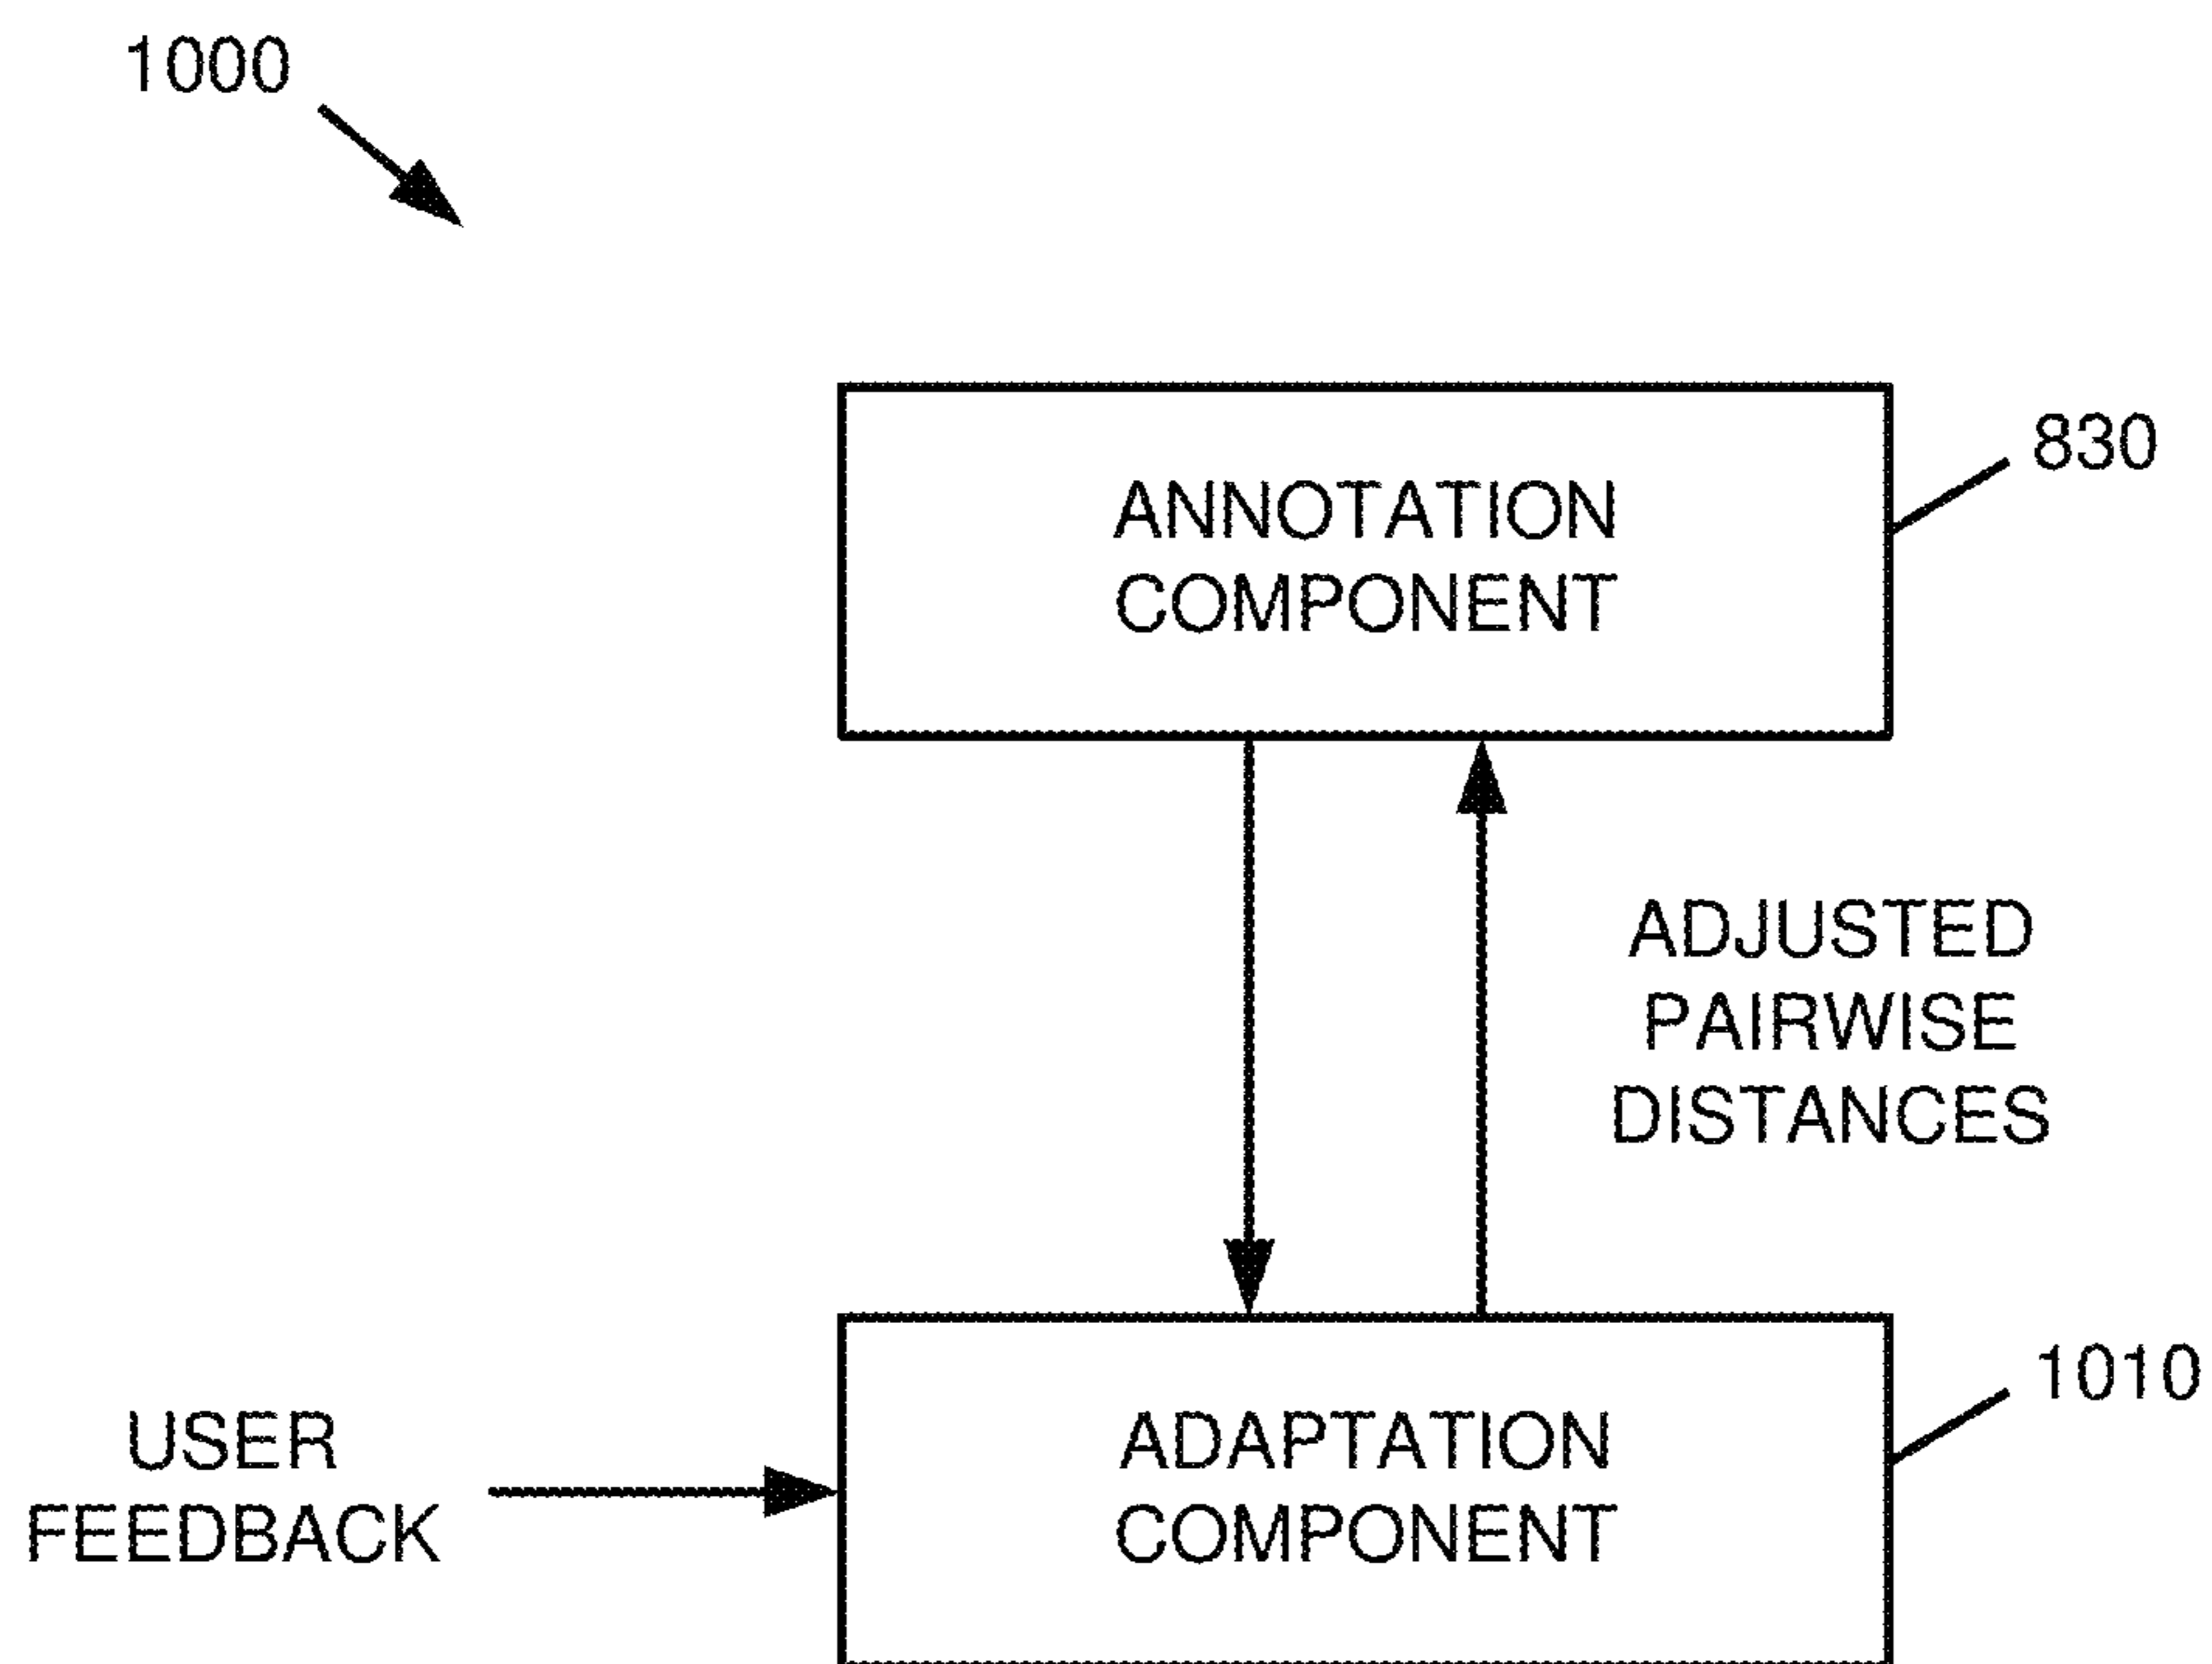 1000
ANNOTATION
COMPONENT
830
ADJUSTED
PAIRWISE
DISTANCES
USER
FEEDBACK
ADAPTATION
COMPONENT
1010